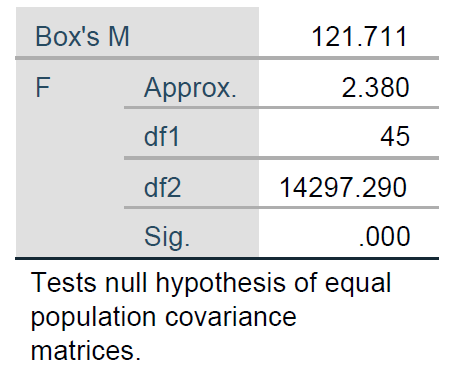 Box's M 121.711
F Approx. 2.380
df1 45
df2 14297.290
Sig. .000
Tests null hypothesis of equal
population covariance
matrices.